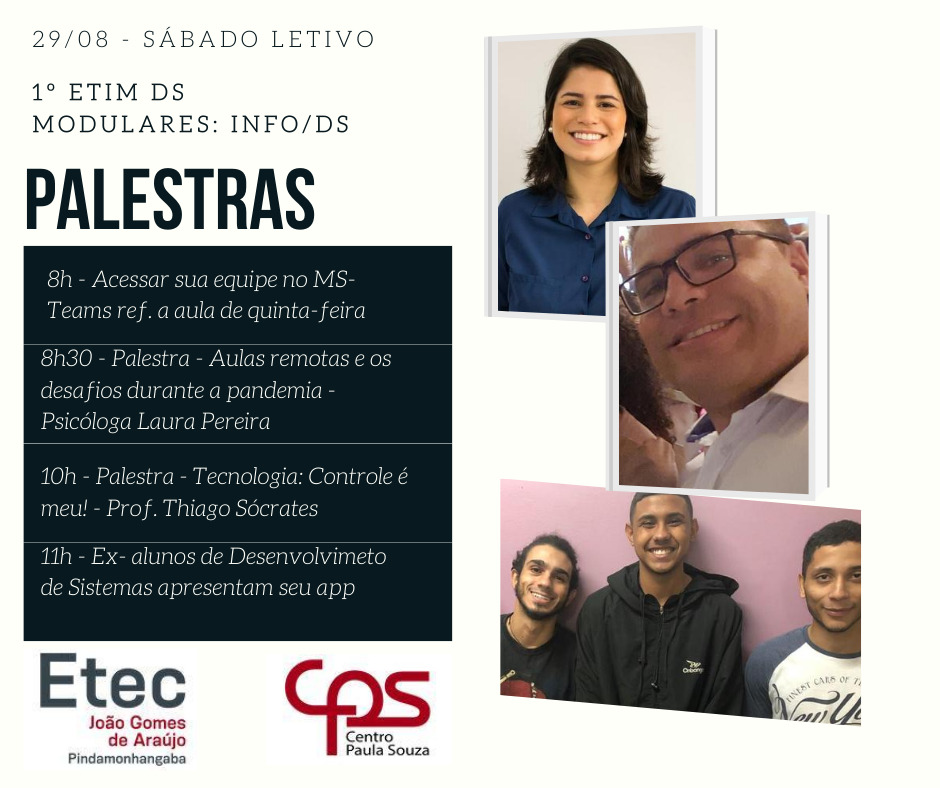 29/08 - SÁBADO LETIVO
1º ETIM DS
MODULARES: INFO/DS
PALESTRAS
8h - Acessar sua equipe no MS-
Teams ref. a aula de quinta-feira
8h30 - Palestra - Aulas remotas e os
desafios durante a pandemia -
Psicóloga Laura Pereira
10h - Palestra - Tecnologia: Controle é
meu! - Prof. Thiago Sócrates
11h - Ex- alunos de Desenvolvimeto
de Sistemas apresentam seu app
Etec
João Gomes
de Araújo
Pindamonhangaba
cps
Centro
Paula Souza